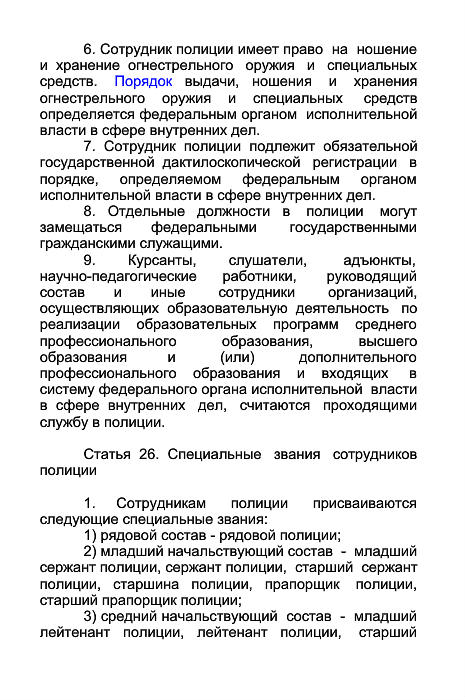 6. Сотрудник полиции имеет право на ношение
и хранение огнестрельного оружия и специальных
средств. Порядок выдачи, ношения и хранения
огнестрельного оружия и специальных средств
определяется федеральным органом исполнительной
власти в сфере внутренних дел.
7. Сотрудник полиции подлежит обязательной
государственной дактилоскопической регистрации в
порядке, определяемом федеральным органом
исполнительной власти в сфере внутренних дел.
8. Отдельные должности в полиции могут
замещаться федеральными государственными
гражданскими служащими.
9. Курсанты, слушатели, адъюнкты,
научно-педагогические работники, руководящий
состав и иные сотрудники организаций,
осуществляющих образовательную деятельность по
реализации образовательных программ среднего
профессионального образования, высшего
образования и (или) дополнительного
профессионального образования и входящих в
систему федерального органа исполнительной власти
в сфере внутренних дел, считаются проходящими
службу в полиции.
Статья 26. Специальные звания сотрудников
полиции
1. Сотрудникам полиции присваиваются
следующие специальные звания:
1) рядовой состав - рядовой полиции;
2) младший начальствующий состав - младший
сержант полиции, сержант полиции, старший сержант
полиции, старшина полиции, прапорщик полиции,
старший прапорщик полиции;
3) средний начальствующий состав - младший
лейтенант полиции, лейтенант полиции, старший